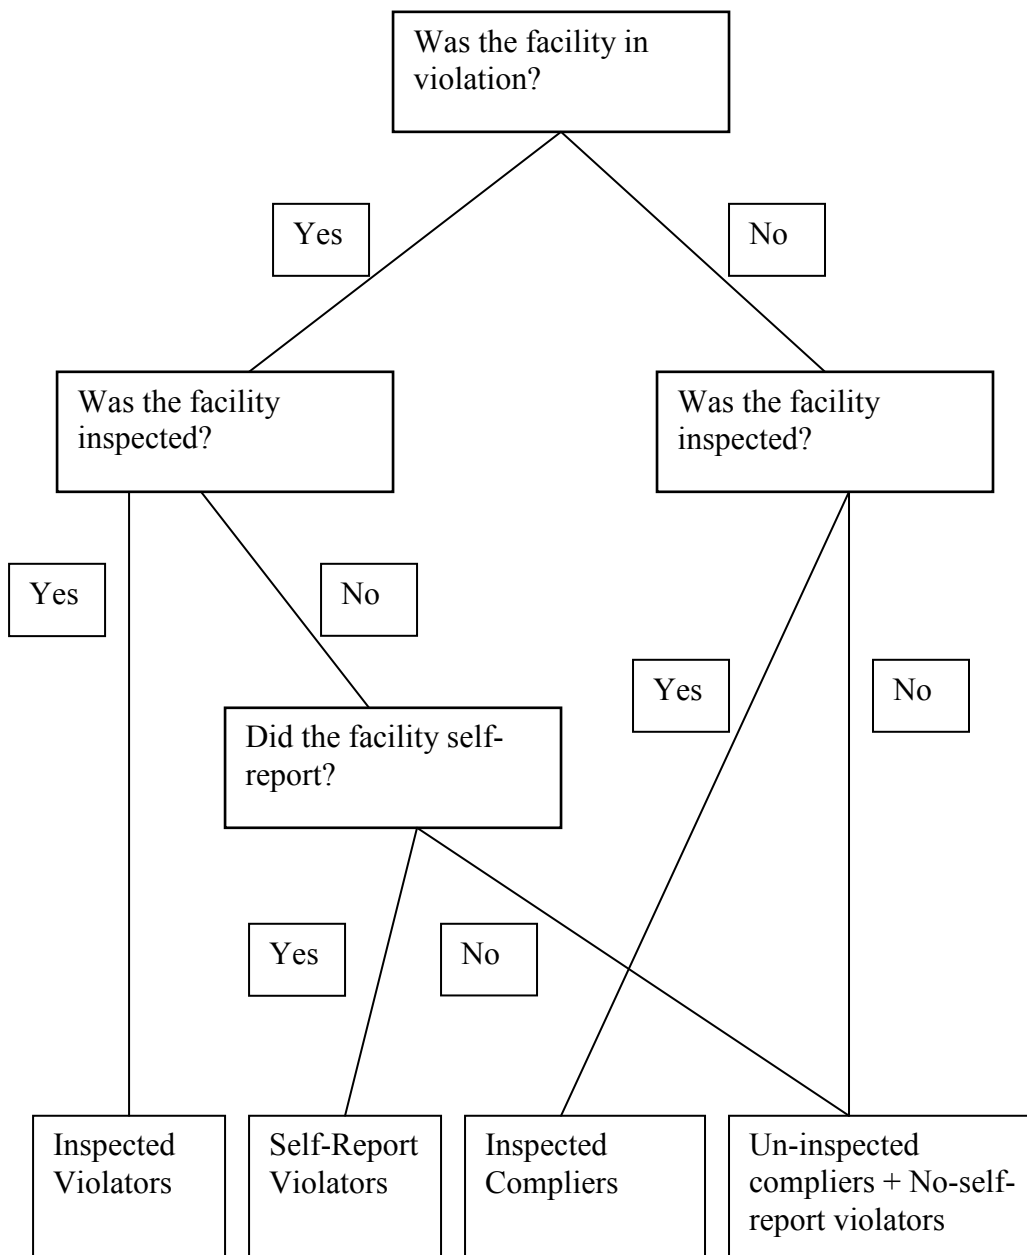 Was the facility in
violation?
Yes
No
Was the facility
inspected?
Was the facility
inspected?
Yes
No
Yes
No
Did the facility self-
report?
Yes
No
Inspected
Violators
Self-Report
Violators
Inspected
Compliers
Un-inspected
compliers + No-self-
report violators